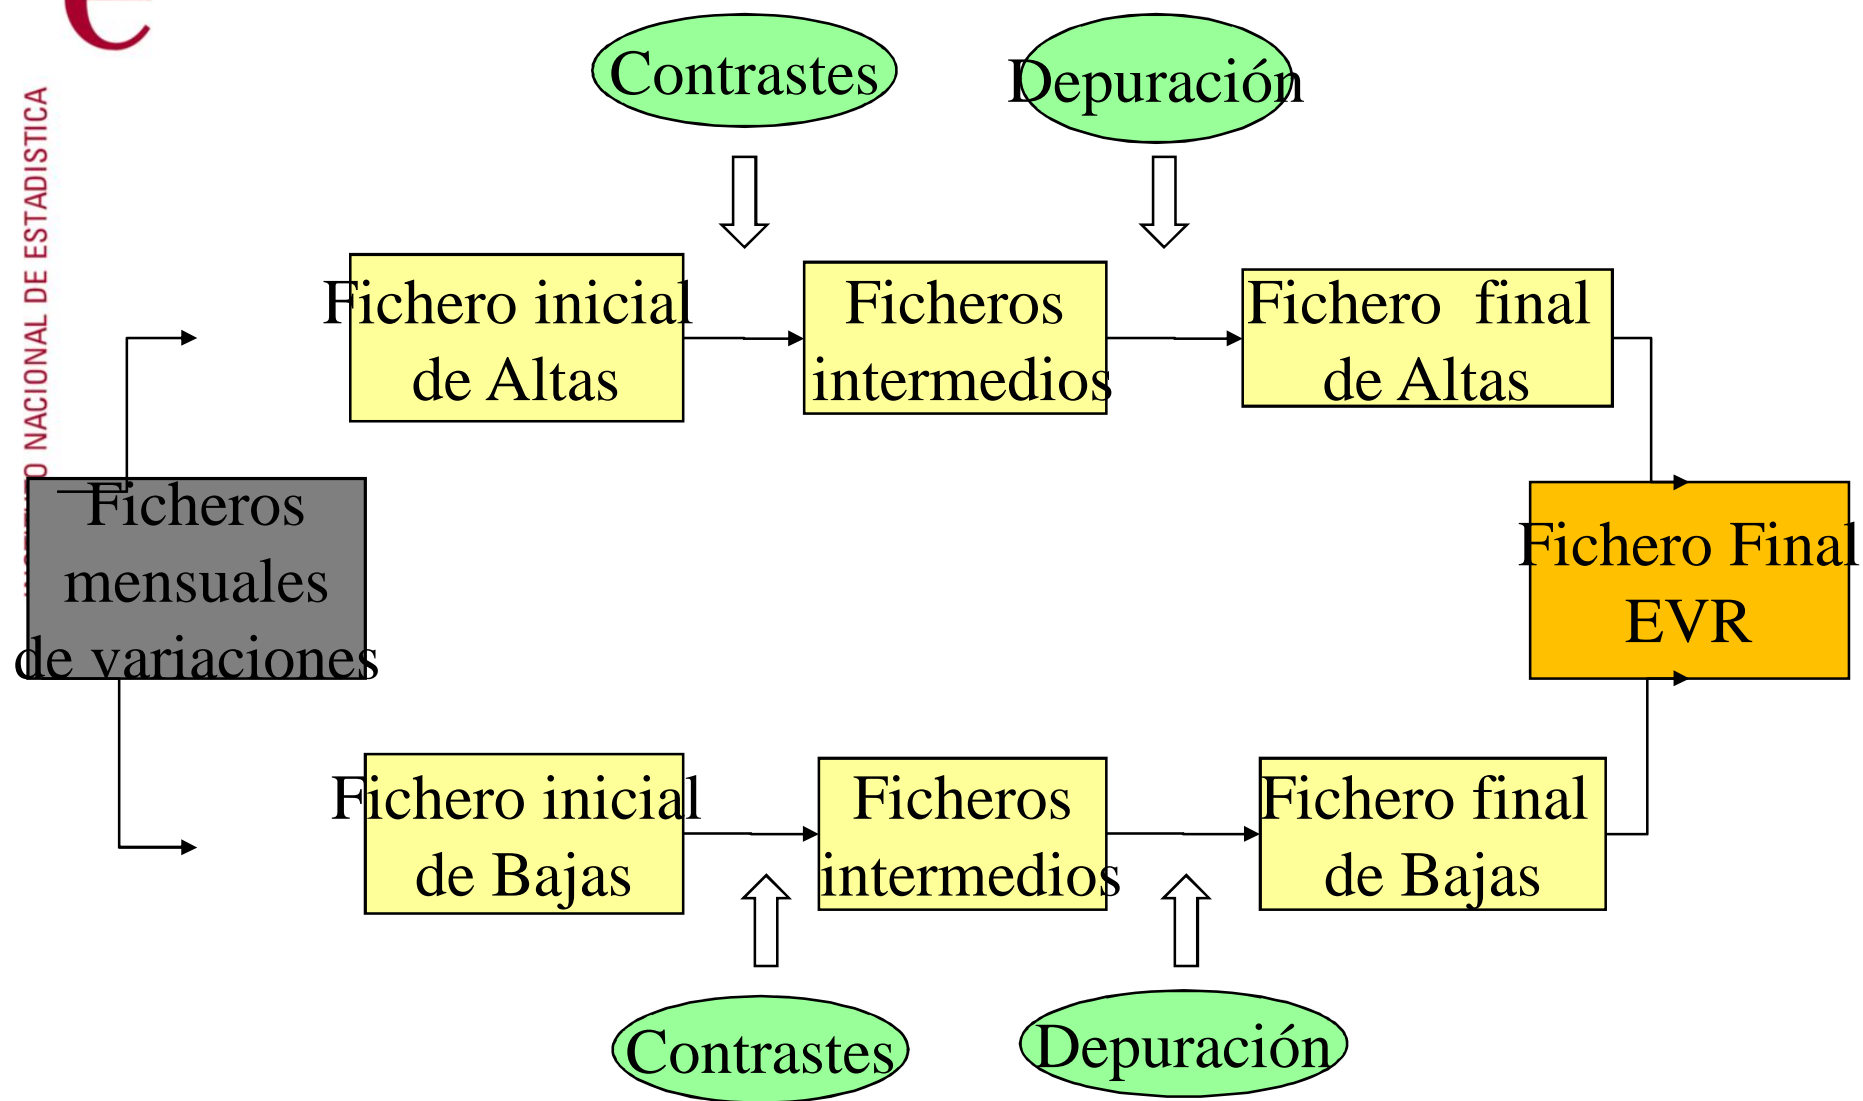 Contrastes
Depuración
NACIONAL DE ESTADISTICA
Fichero inicial
de Altas
Ficheros
intermedios
Fichero final
de Altas
Ficheros
mensuales
de variaciones
Fichero Final
EVR
Fichero inicial
de Bajas
Ficheros
intermedios
Fichero final
de Bajas
Contrastes
Depuración